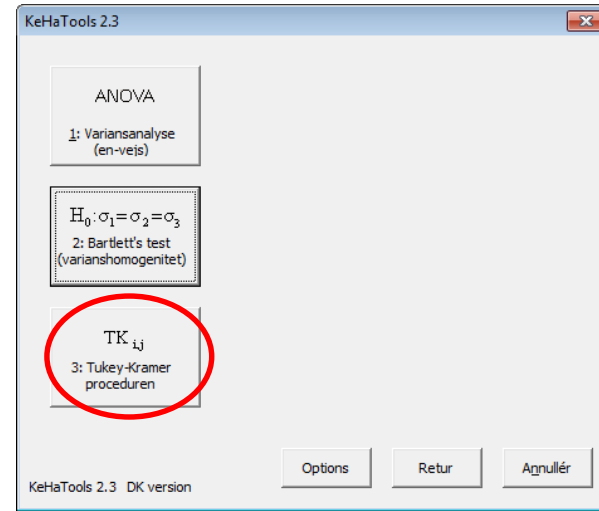 KeHaTools 2.3
ANOVA
1: Variansanalyse
(en-vejs)
H₀:σ₁=σ₂=σ₃
2: Bartlett's test
(varianshomogenitet)
TK i,j
3: Tukey-Kramer
proceduren
Options
Retur
Annullér
KeHaTools 2.3 DK version